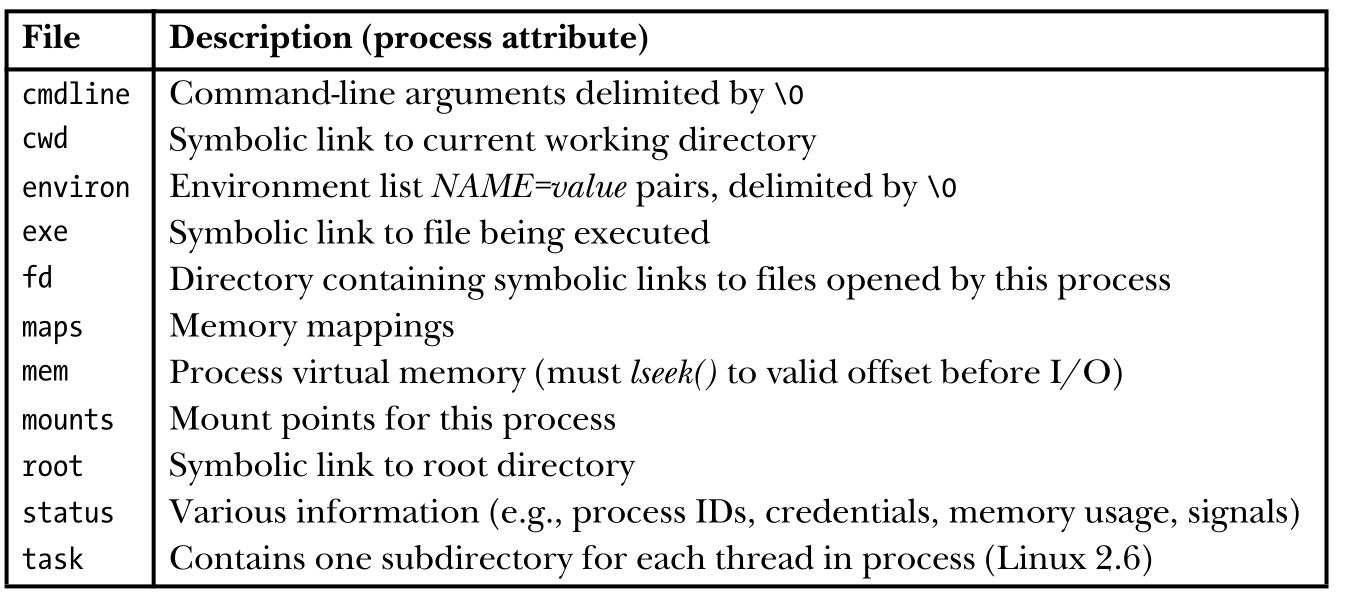 File Description (process attribute)
cmdline Command-line arguments delimited by \0
cwd Symbolic link to current working directory
environ Environment list NAME=value pairs, delimited by \0
exe Symbolic link to file being executed
fd Directory containing symbolic links to files opened by this process
maps Memory mappings
mem Process virtual memory (must lseek() to valid offset before I/O)
mounts Mount points for this process
root Symbolic link to root directory
status Various information (e.g., process IDs, credentials, memory usage, signals)
task Contains one subdirectory for each thread in process (Linux 2.6)